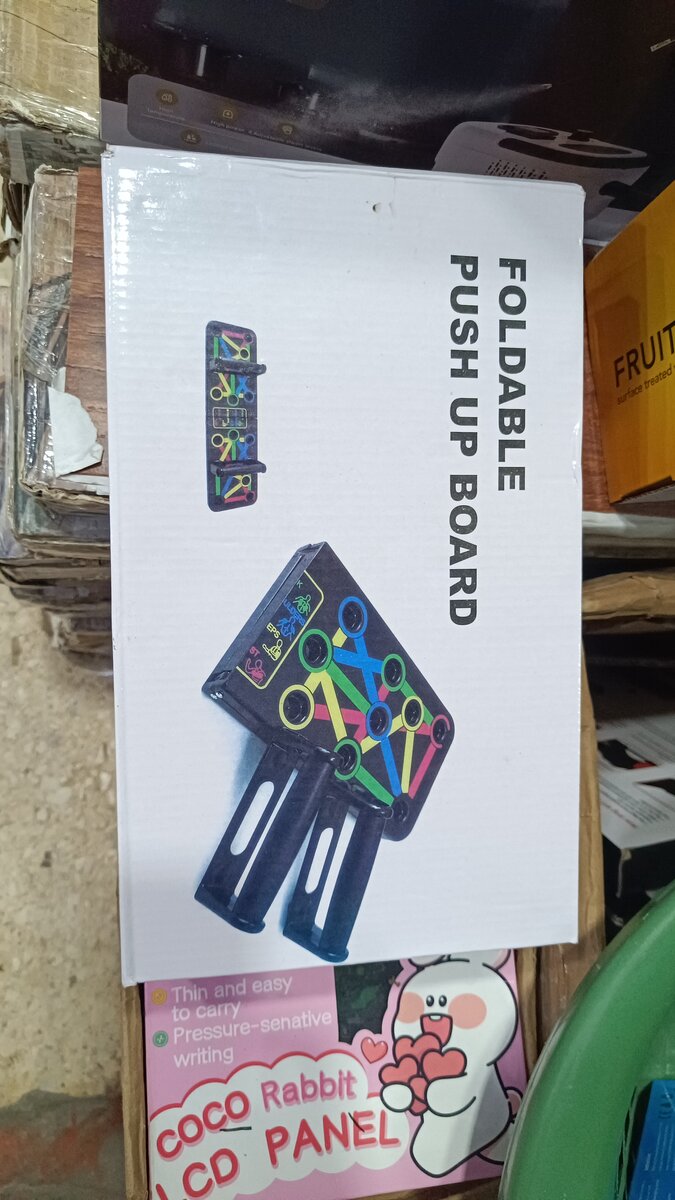 FOLDABLE
PUSH UP BOARD
EPS
FRUIT
surface treated
Thin and easy
to carry
Pressure-senative
writing
COCO Rabbit
LCD PANEL